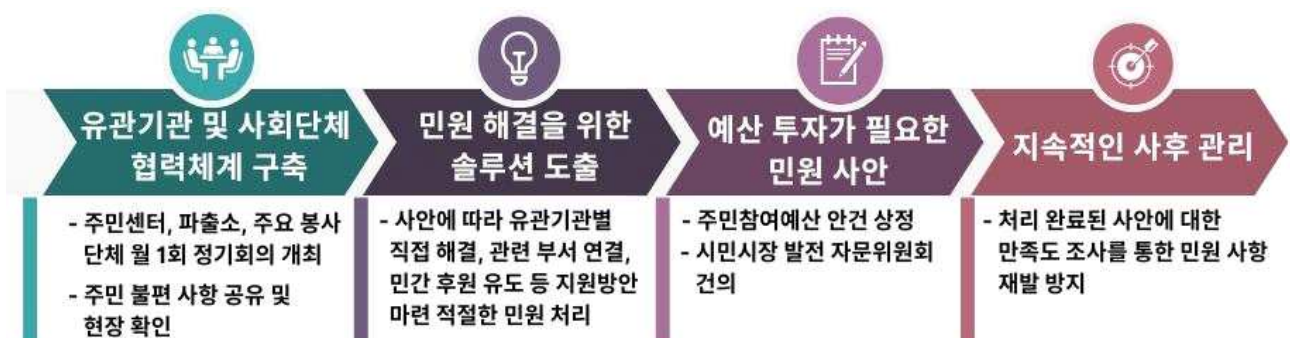 유관기관 및 사회단체
협력체계 구축
- 주민센터, 파출소, 주요 봉사
단체 월 1회 정기회의 개최
- 주민 불편 사항 공유 및
현장 확인
민원 해결을 위한
솔루션 도출
- 사안에 따라 유관기관별
직접 해결, 관련 부서 연결,
민간 후원 유도 등 지원방안
마련 적절한 민원 처리
예산 투자가 필요한
민원 사안
- 주민참여예산 안건 상정
- 시민시장 발전 자문위원회
건의
지속적인 사후 관리
- 처리 완료된 사안에 대한
만족도 조사를 통한 민원 사항
재발 방지